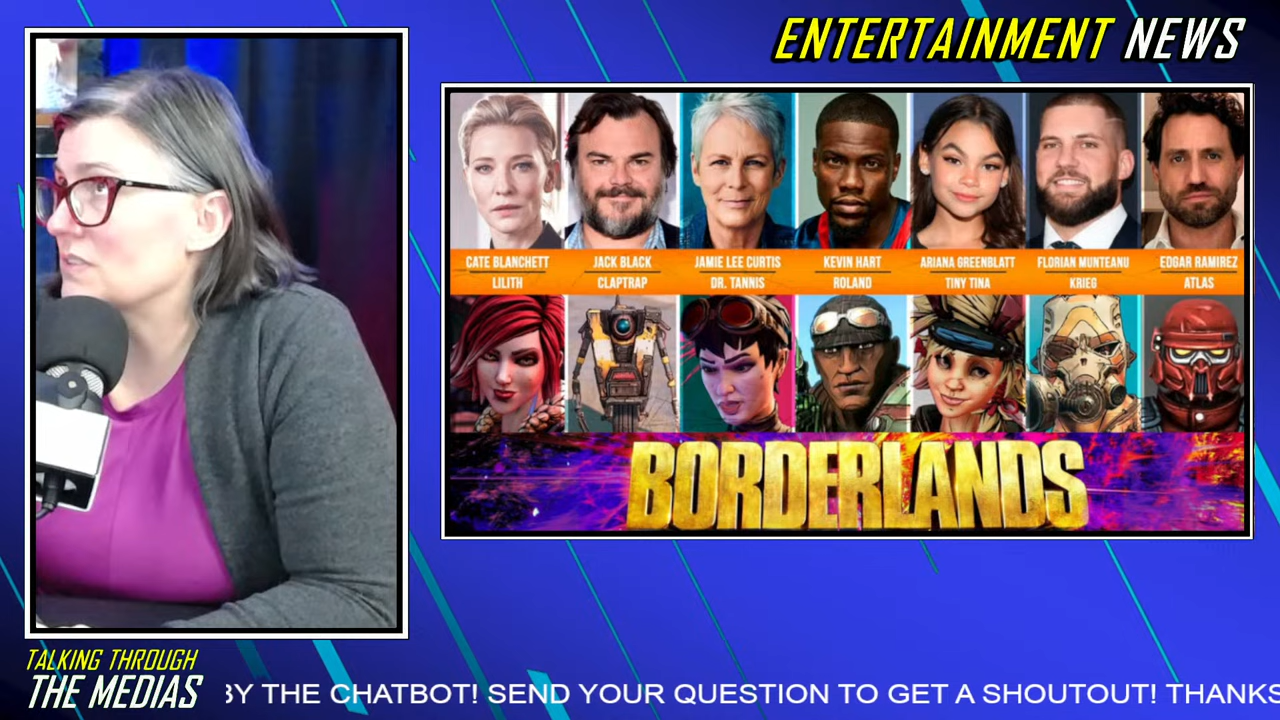 ENTERTAINMENT NEWS
CATE BLANCHETT
LILITH
JACK BLACK
CLAPTRAP
JAMIE LEE CURTIS
DR. TANNIS
KEVIN HART
ROLAND
ARIANA GREENBLATT
TINY TINA
FLORIAN MUNTEANU
KRIEG
EDGAR RAMIREZ
ATLAS
BORDERLANDS
TALKING THROUGH
THE MEDIAS
BY THE CHATBOT! SEND YOUR QUESTION TO GET A SHOUTOUT! THANKS